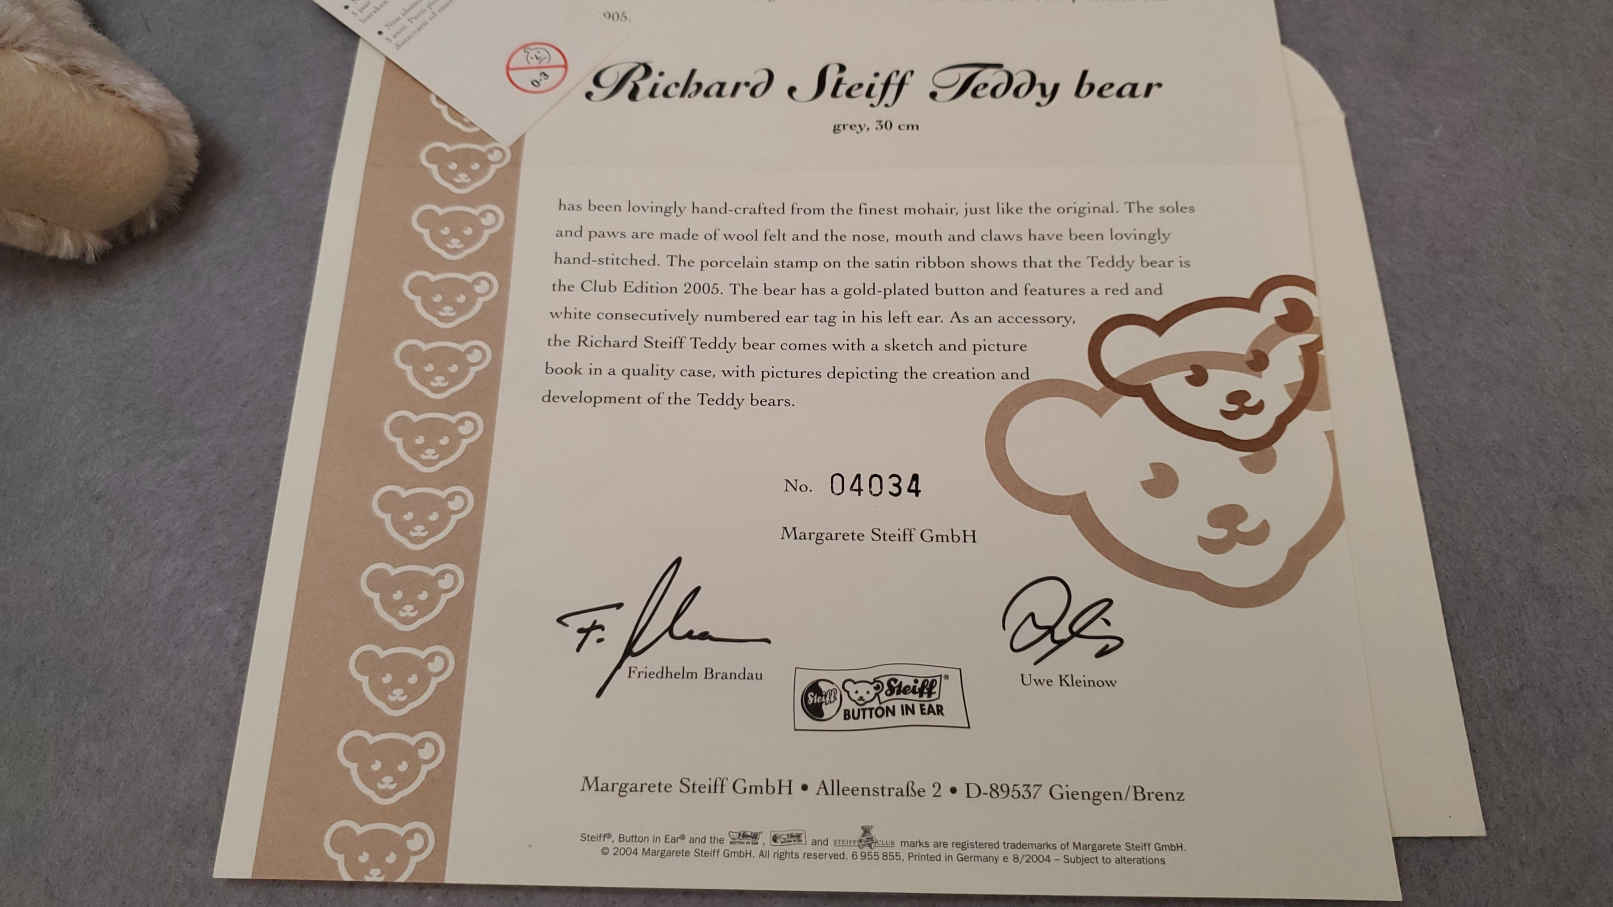 905.
0-3
Richard Steiff Teddy bear
grey, 30 cm
has been lovingly hand-crafted from the finest mohair, just like the original. The soles
and paws are made of wool felt and the nose, mouth and claws have been lovingly
hand-stitched. The porcelain stamp on the satin ribbon shows that the Teddy bear is
the Club Edition 2005. The bear has a gold-plated button and features a red and
white consecutively numbered ear tag in his left ear. As an accessory,
the Richard Steiff Teddy bear comes with a sketch and picture
book in a quality case, with pictures depicting the creation and
development of the Teddy bears.
No. 04034
Margarete Steiff GmbH
F.
Friedhelm Brandau
Uwe Kleinow
Steiff Steiff®
BUTTON IN EAR
Margarete Steiff GmbH • Alleenstraße 2 • D-89537 Giengen/Brenz
Steiff®, Button in Ear® and the , and STEIFF CLUB marks are registered trademarks of Margarete Steiff GmbH.
© 2004 Margarete Steiff GmbH. All rights reserved. 6 955 855, Printed in Germany e 8/2004 – Subject to alterations